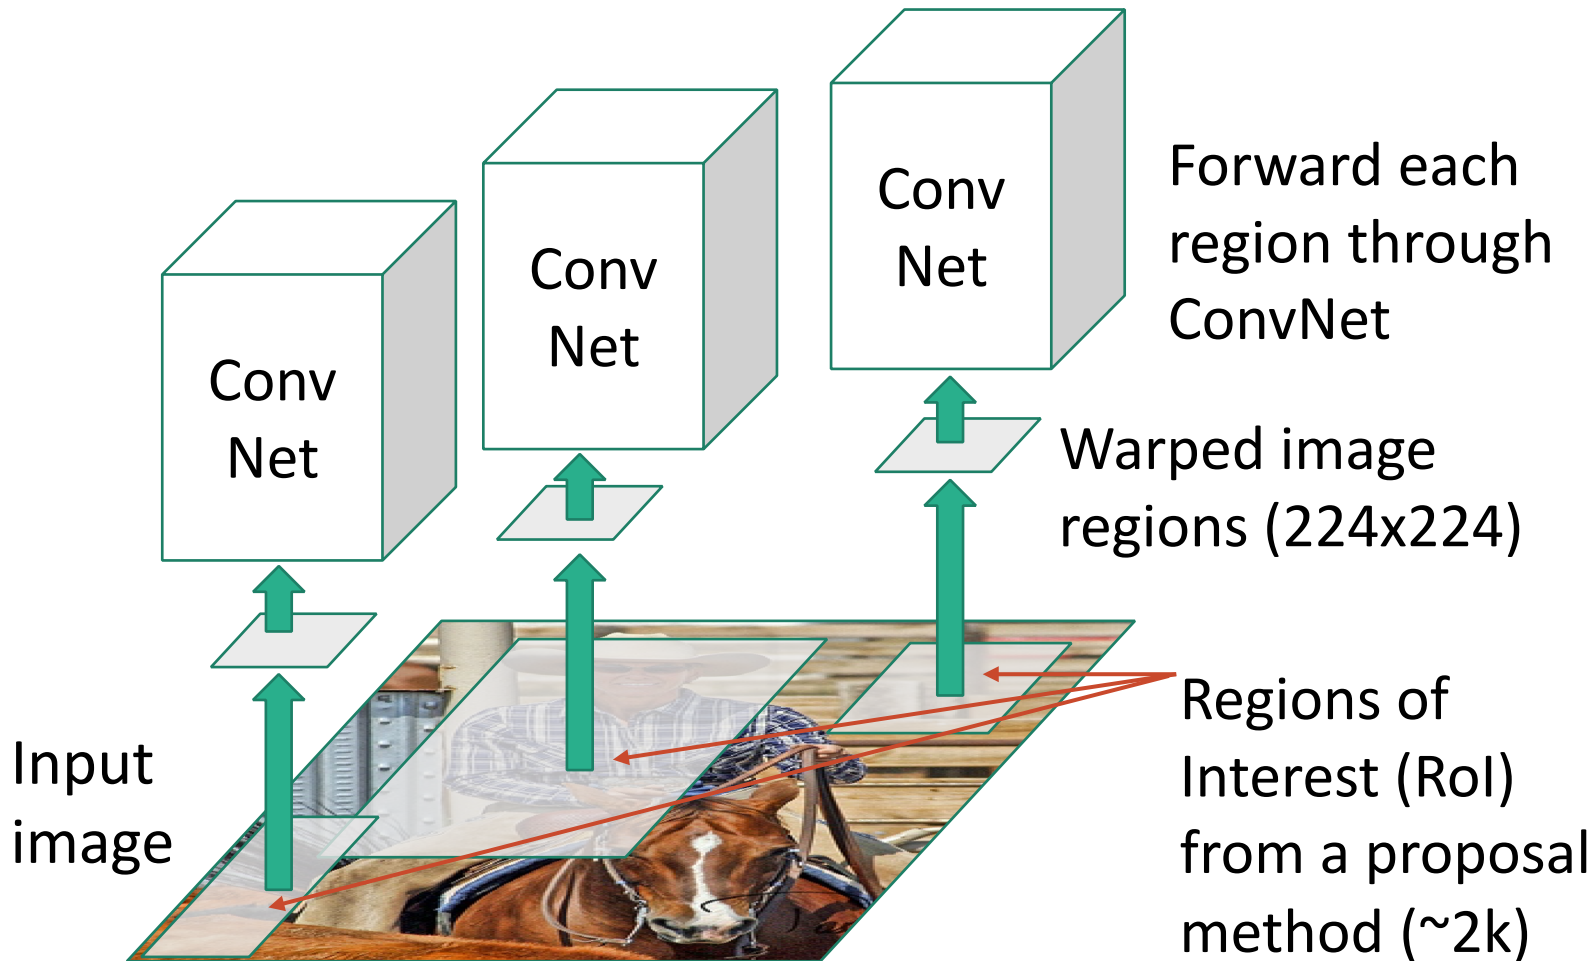 Conv
Net
Conv
Net
Conv
Net
Forward each
region through
ConvNet
Warped image
regions (224x224)
Input
image
Regions of
Interest (RoI)
from a proposal
method (~2k)